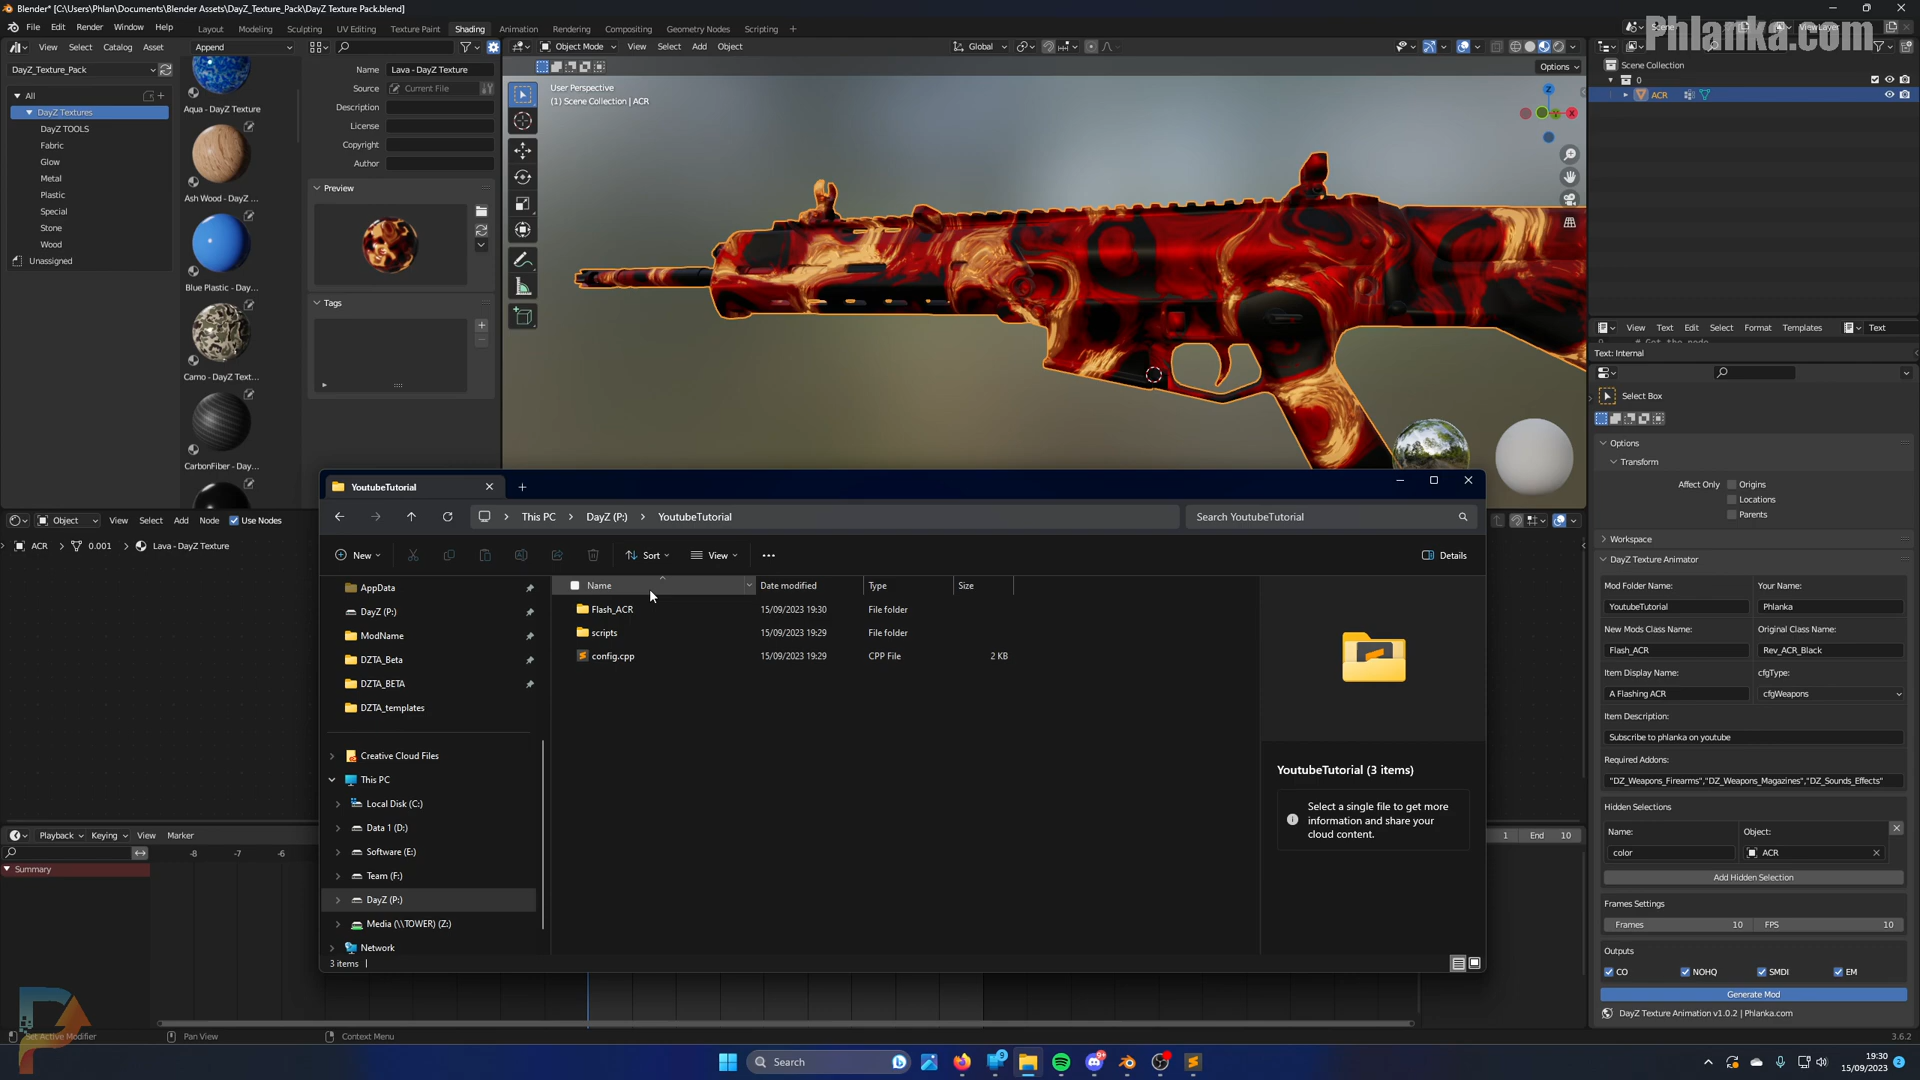 Blender* [C:\Users\Phlan\Documents\Blender Assets\DayZ_Texture_Pack\DayZ Texture Pack.blend]
File Edit Render Window Help
Layout Modeling Sculpting UV Editing Texture Paint Shading Animation Rendering Compositing Geometry Nodes Scripting +
Phlanka.com
View Select Catalog Asset Append
DayZ_Texture_Pack
All
DayZ Textures
DayZ TOOLS
Fabric
Glow
Metal
Plastic
Special
Stone
Wood
Unassigned
Aqua - DayZ Texture
Ash Wood - DayZ ...
Blue Plastic - Day...
Camo - DayZ Text...
CarbonFiber - Day...
Name Lava - DayZ Texture
Source Current File
Description
License
Copyright
Author
Preview
Tags
Object Mode View Select Add Object
Global
Options
User Perspective
(1) Scene Collection | ACR
Scene Collection
0
ACR
View Text Edit Select Format Templates Text
Text: Internal
Select Box
Options
Transform
Affect Only Origins
Locations
Parents
Workspace
DayZ Texture Animator
Mod Folder Name: Your Name:
YoutubeTutorial Phlanka
New Mods Class Name: Original Class Name:
Flash_ACR Rev_ACR_Black
Item Display Name: cfgType:
A Flashing ACR cfgWeapons
Item Description:
Subscribe to phlanka on youtube
Required Addons:
"DZ_Weapons_Firearms","DZ_Weapons_Magazines","DZ_Sounds_Effects"
Hidden Selections
Name: Object:
color ACR
Add Hidden Selection
Frames Settings
Frames 10 FPS 10
Outputs
CO NOHQ SMDI EM
Generate Mod
DayZ Texture Animation v1.0.2 | Phlanka.com
3.6.2
Object View Select Add Node Use Nodes
ACR 0.001 Lava - DayZ Texture
Playback Keying View Marker
-8 -7 -6
Summary
1 End 10
YoutubeTutorial
This PC DayZ (P:) YoutubeTutorial
Search YoutubeTutorial
New Sort View Details
AppData
DayZ (P:)
ModName
DZTA_Beta
DZTA_BETA
DZTA_templates
Creative Cloud Files
This PC
Local Disk (C:)
Data 1 (D:)
Software (E:)
Team (F:)
DayZ (P:)
Media (\\TOWER) (Z:)
Network
3 items
Name Date modified Type Size
Flash_ACR 15/09/2023 19:30 File folder
scripts 15/09/2023 19:29 File folder
config.cpp 15/09/2023 19:29 CPP File 2 KB
YoutubeTutorial (3 items)
Select a single file to get more
information and share your
cloud content.
Set Active Modifier Pan View Context Menu
Search
19:30
15/09/2023